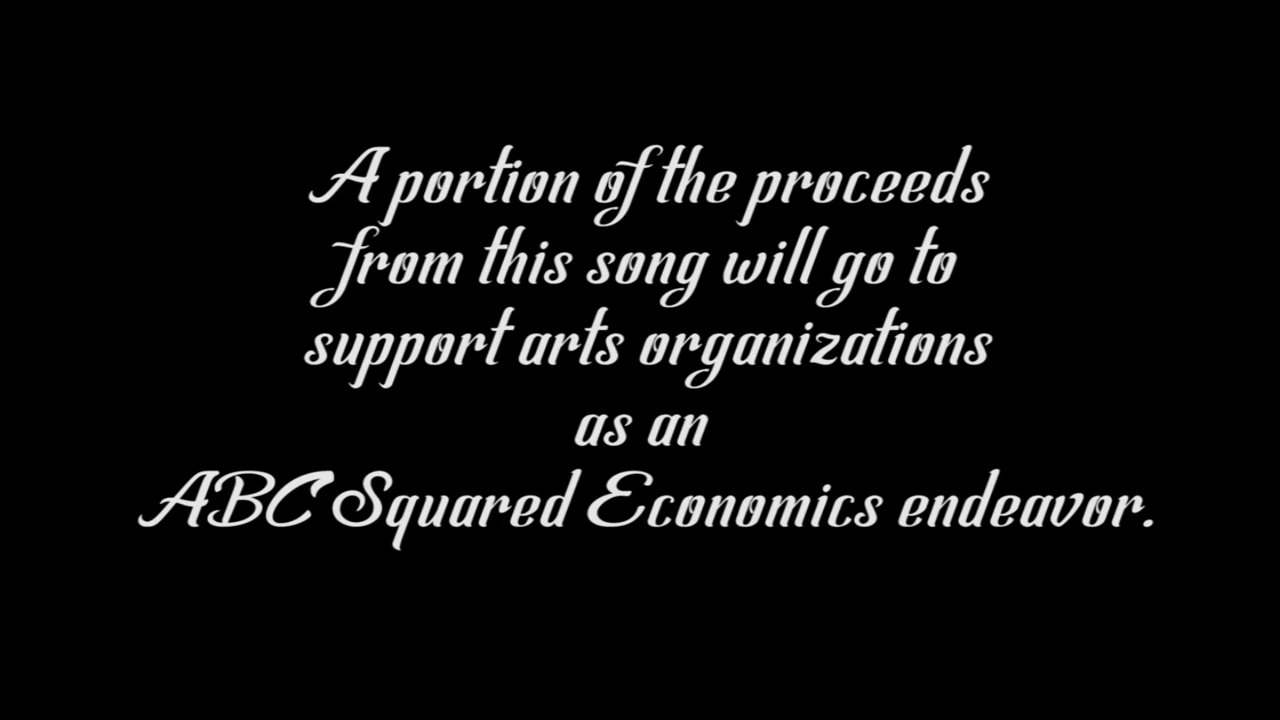 A portion of the proceeds
from this song will go to
support arts organizations
as an
ABC Squared Economics endeavor.